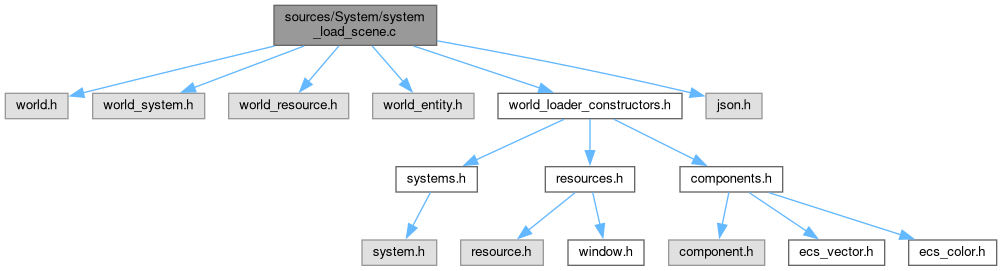 sources/System/system
_load_scene.c
world.h
world_system.h
world_resource.h
world_entity.h
world_loader_constructors.h
json.h
systems.h
resources.h
components.h
system.h
resource.h
window.h
component.h
ecs_vector.h
ecs_color.h